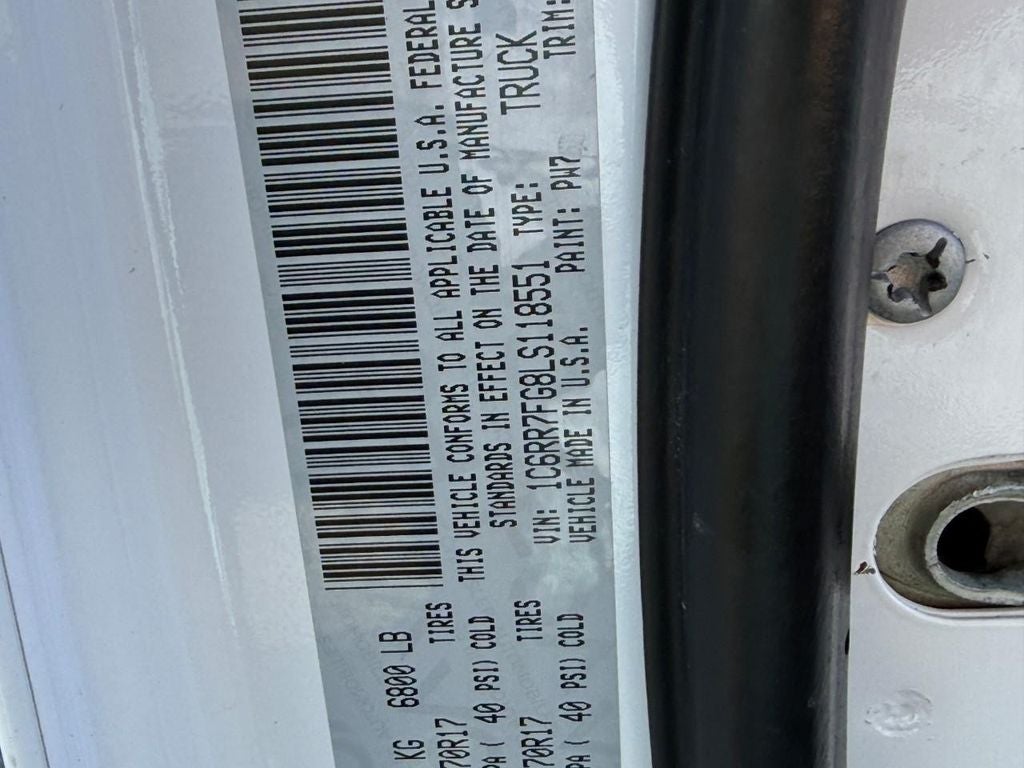 KG 6800 LB
70R17 TIRES
PA ( 40 PSI) COLD
70R17 TIRES
PA ( 40 PSI) COLD
THIS VEHICLE CONFORMS TO ALL APPLICABLE U.S.A. FEDERAL
STANDARDS IN EFFECT ON THE DATE OF MANUFACTURE S
VIN: 1C6RR7FG8LS118551 TYPE: TRUCK
VEHICLE MADE IN U.S.A. PAINT: PW7 TRIM: